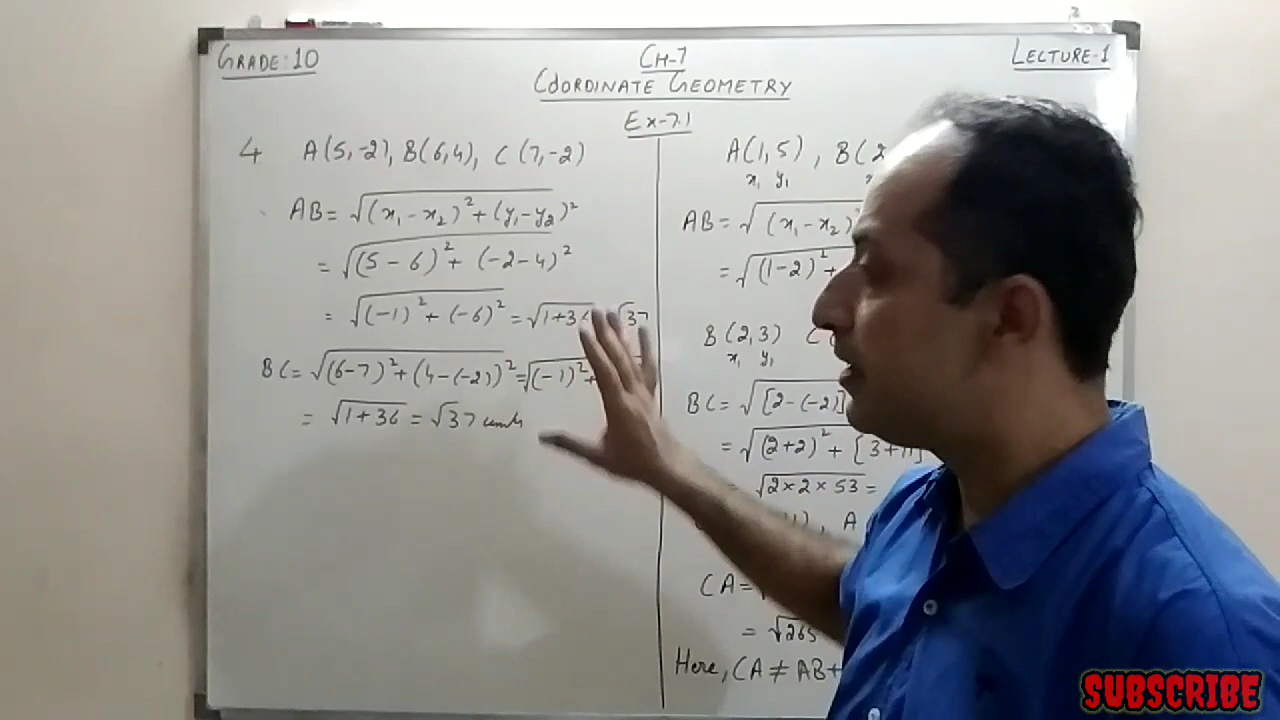 GRADE:10
CH-7
LECTURE-1
COORDINATE GEOMETRY
Ex-7.1
4 A(5,-2), B(6,4), C(7,-2)
AB = √(x₁-x₂)² + (y₁-y₂)²
= √(5-6)² + (-2-4)²
= √(-1)² + (-6)² = √1+36 √37
BC = √(6-7)² + (4-(-2))² = √(-1)² +
= √1+36 = √37 units
A(1,5), B(2
x₁ y₁
AB = √(x₁-x₂)²
= √(1-2)² +
B(2,3) C
x₁ y₁
BC = √[2-(-2)]
= √(2+2)² + [3+11]
= √2×2×53 =
, A
CA =
= √265
Here, CA ≠ AB+
SUBSCRIBE